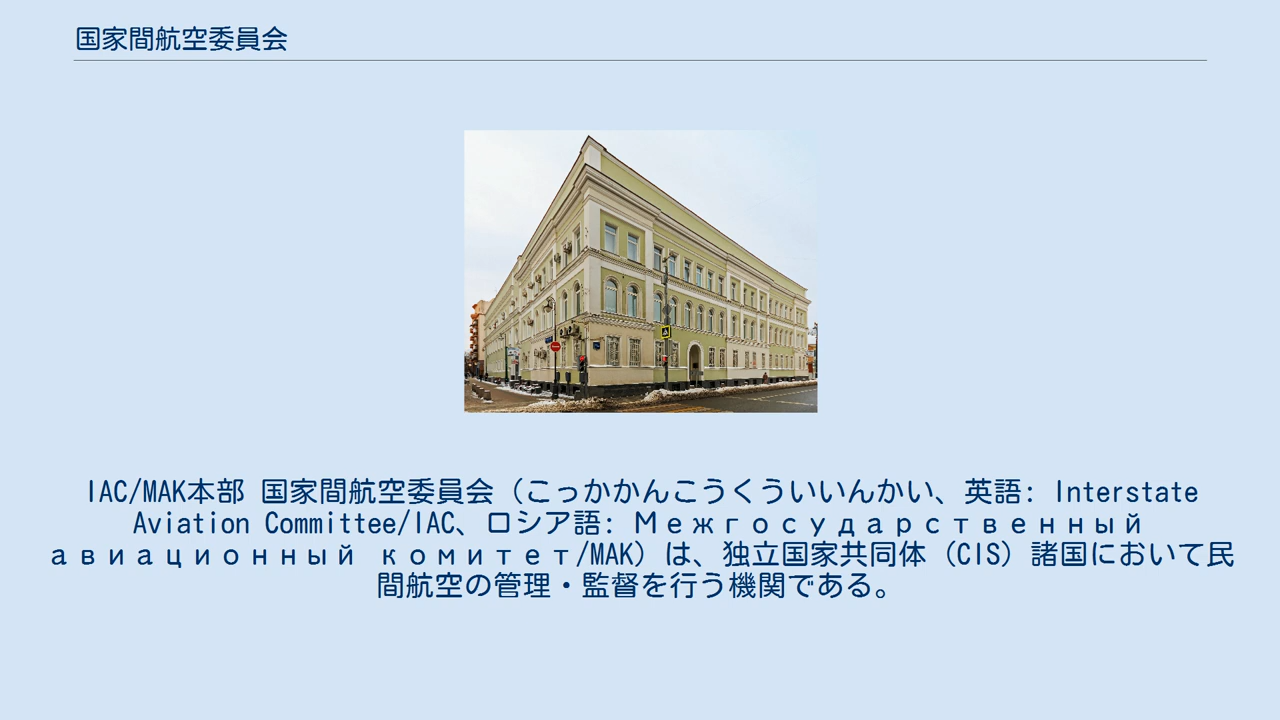 国家間航空委員会
IAC/MAK本部 国家間航空委員会（こっかかんこうくういいんかい、英語: Interstate
Aviation Committee/IAC、ロシア語: Межгосударственный
авиационный комитет/MAK）は、独立国家共同体（CIS）諸国において民
間航空の管理・監督を行う機関である。